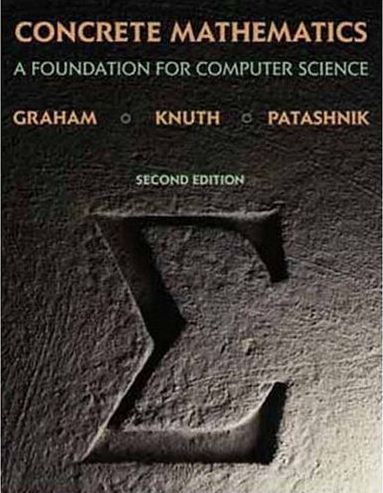 CONCRETE MATHEMATICS
A FOUNDATION FOR COMPUTER SCIENCE
GRAHAM ○ KNUTH ○ PATASHNIK
SECOND EDITION
Σ